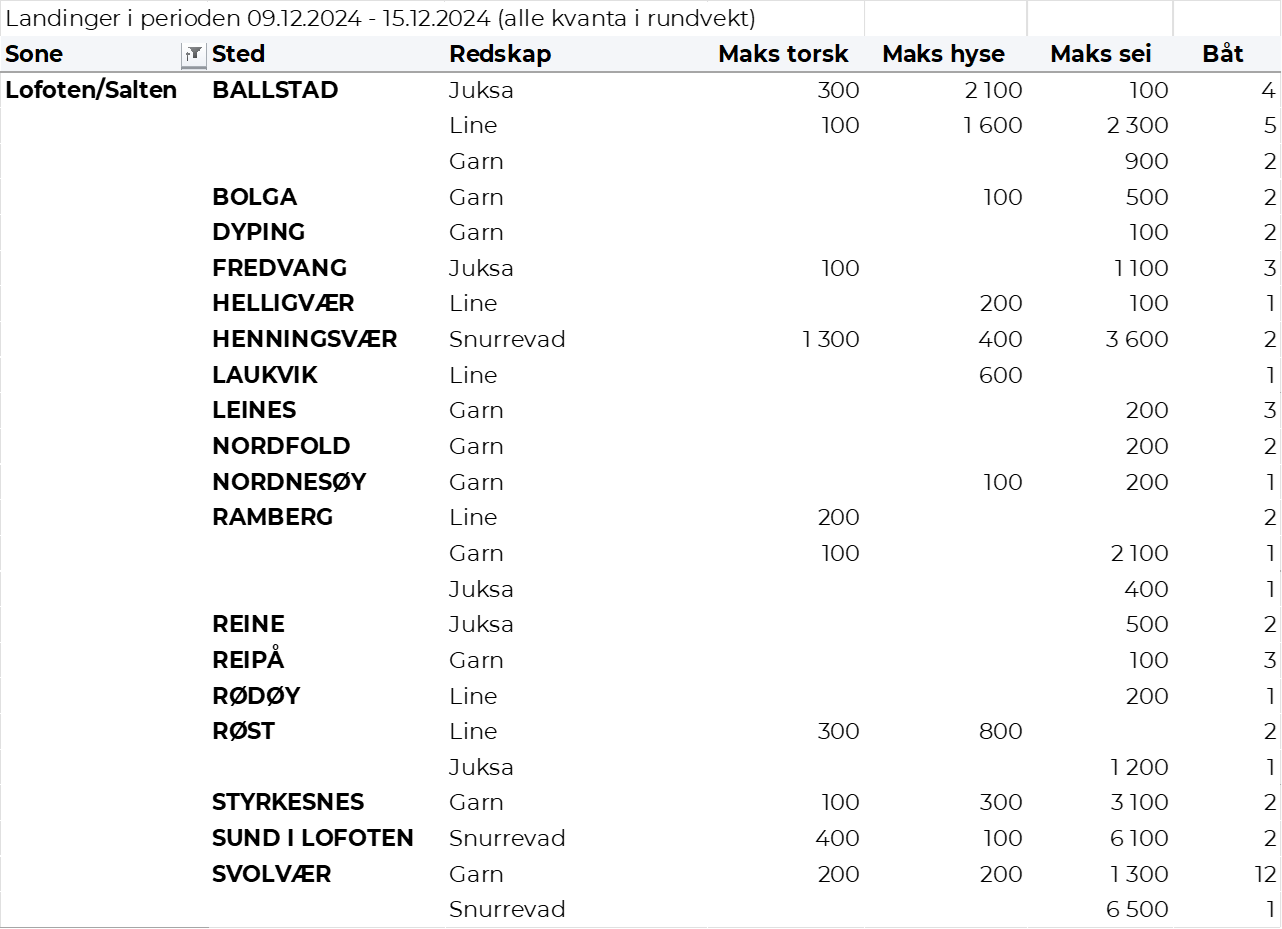 Landinger i perioden 09.12.2024 - 15.12.2024 (alle kvanta i rundvekt)
Sone Sted Redskap Maks torsk Maks hyse Maks sei Båt
Lofoten/Salten BALLSTAD Juksa 300 2 100 100 4
Line 100 1 600 2 300 5
Garn 900 2
BOLGA Garn 100 500 2
DYPING Garn 100 2
FREDVANG Juksa 100 1 100 3
HELLIGVÆR Line 200 100 1
HENNINGSVÆR Snurrevad 1 300 400 3 600 2
LAUKVIK Line 600 1
LEINES Garn 200 3
NORDFOLD Garn 200 2
NORDNESØY Garn 100 200 1
RAMBERG Line 200 2
Garn 100 2 100 1
Juksa 400 1
REINE Juksa 500 2
REIPÅ Garn 100 3
RØDØY Line 200 1
RØST Line 300 800 2
Juksa 1 200 1
STYRKESNES Garn 100 300 3 100 2
SUND I LOFOTEN Snurrevad 400 100 6 100 2
SVOLVÆR Garn 200 200 1 300 12
Snurrevad 6 500 1